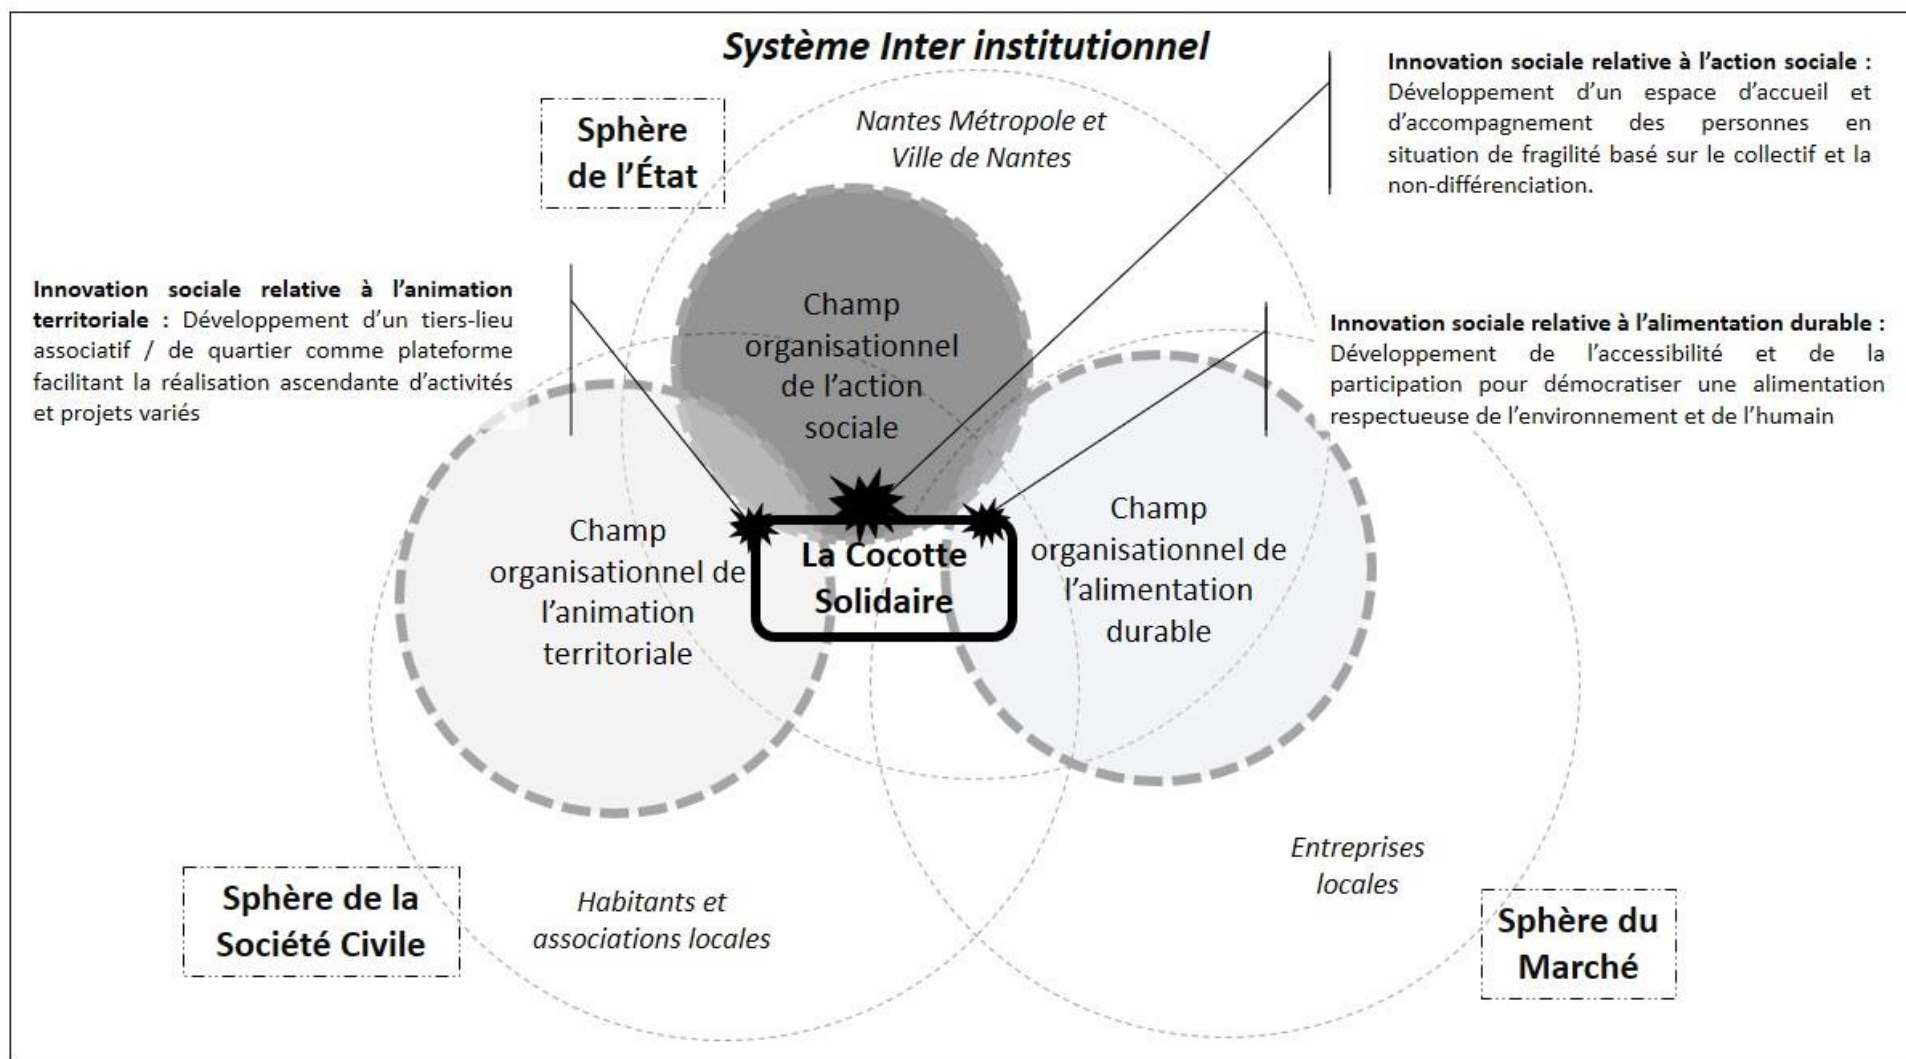 Système Inter institutionnel
Sphère
de l’État
Nantes Métropole et
Ville de Nantes
Innovation sociale relative à l’action sociale :
Développement d’un espace d’accueil et
d’accompagnement des personnes en
situation de fragilité basé sur le collectif et la
non-différenciation.
Innovation sociale relative à l’animation
territoriale : Développement d’un tiers-lieu
associatif / de quartier comme plateforme
facilitant la réalisation ascendante d’activités
et projets variés
Champ
organisationnel
de l’action
sociale
Innovation sociale relative à l’alimentation durable :
Développement de l’accessibilité et de la
participation pour démocratiser une alimentation
respectueuse de l’environnement et de l’humain
Champ
organisationnel de
l’animation
territoriale
La Cocotte
Solidaire
Champ
organisationnel de
l’alimentation
durable
Sphère de la
Société Civile
Habitants et
associations locales
Entreprises
locales
Sphère du
Marché